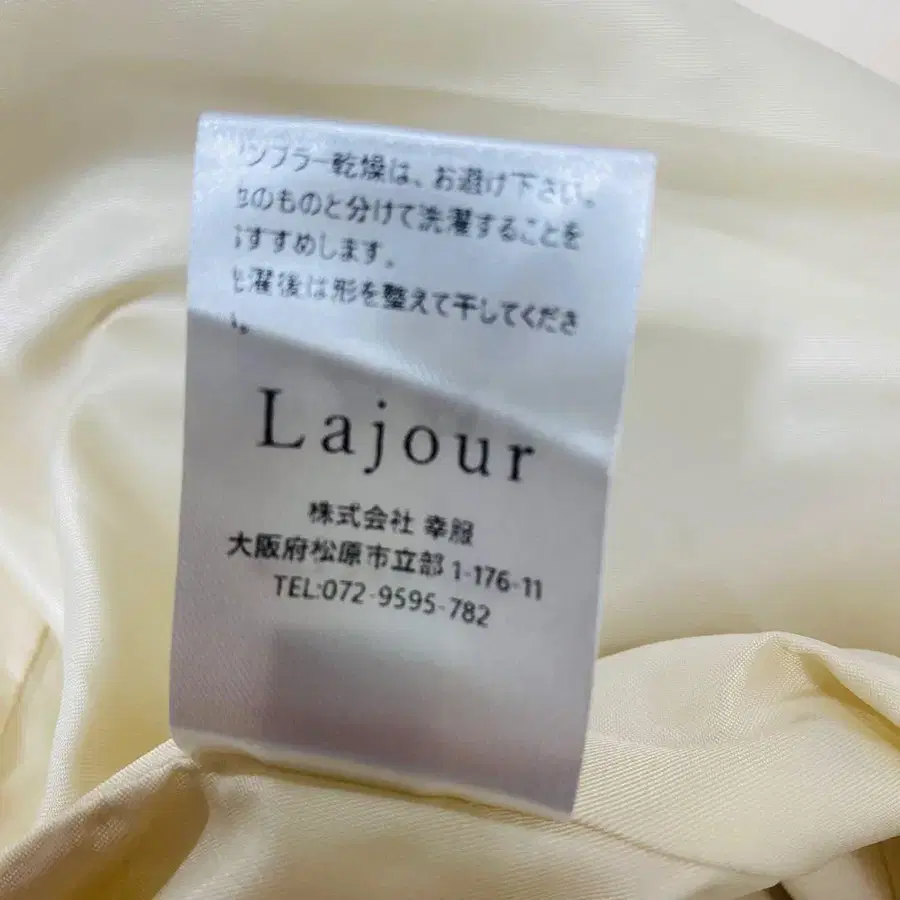 ンブラー乾燥は、お避け下さい。
のものと分けて洗濯することを
すすめします。
濯後は形を整えて干してくださ
い。
Lajour
株式会社 幸服
大阪府松原市立部 1-176-11
TEL:072-9595-782